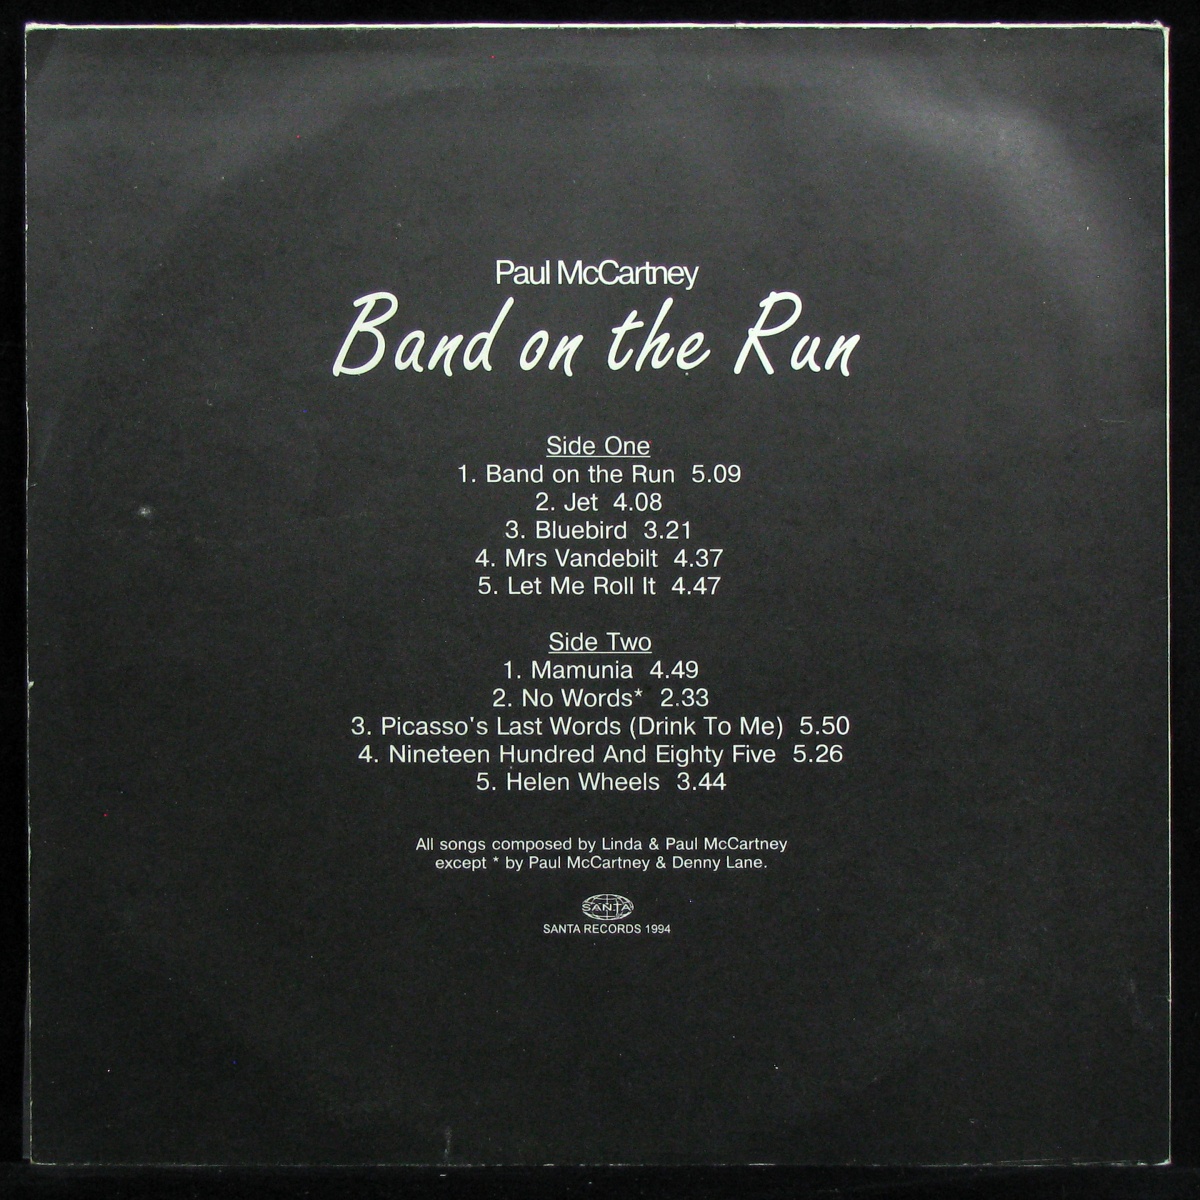 Paul McCartney
Band on the Run
Side One
1. Band on the Run 5.09
2. Jet 4.08
3. Bluebird 3.21
4. Mrs Vandebilt 4.37
5. Let Me Roll It 4.47
Side Two
1. Mamunia 4.49
2. No Words* 2.33
3. Picasso's Last Words (Drink To Me) 5.50
4. Nineteen Hundred And Eighty Five 5.26
5. Helen Wheels 3.44
All songs composed by Linda & Paul McCartney
except * by Paul McCartney & Denny Lane.
SANTA
SANTA RECORDS 1994